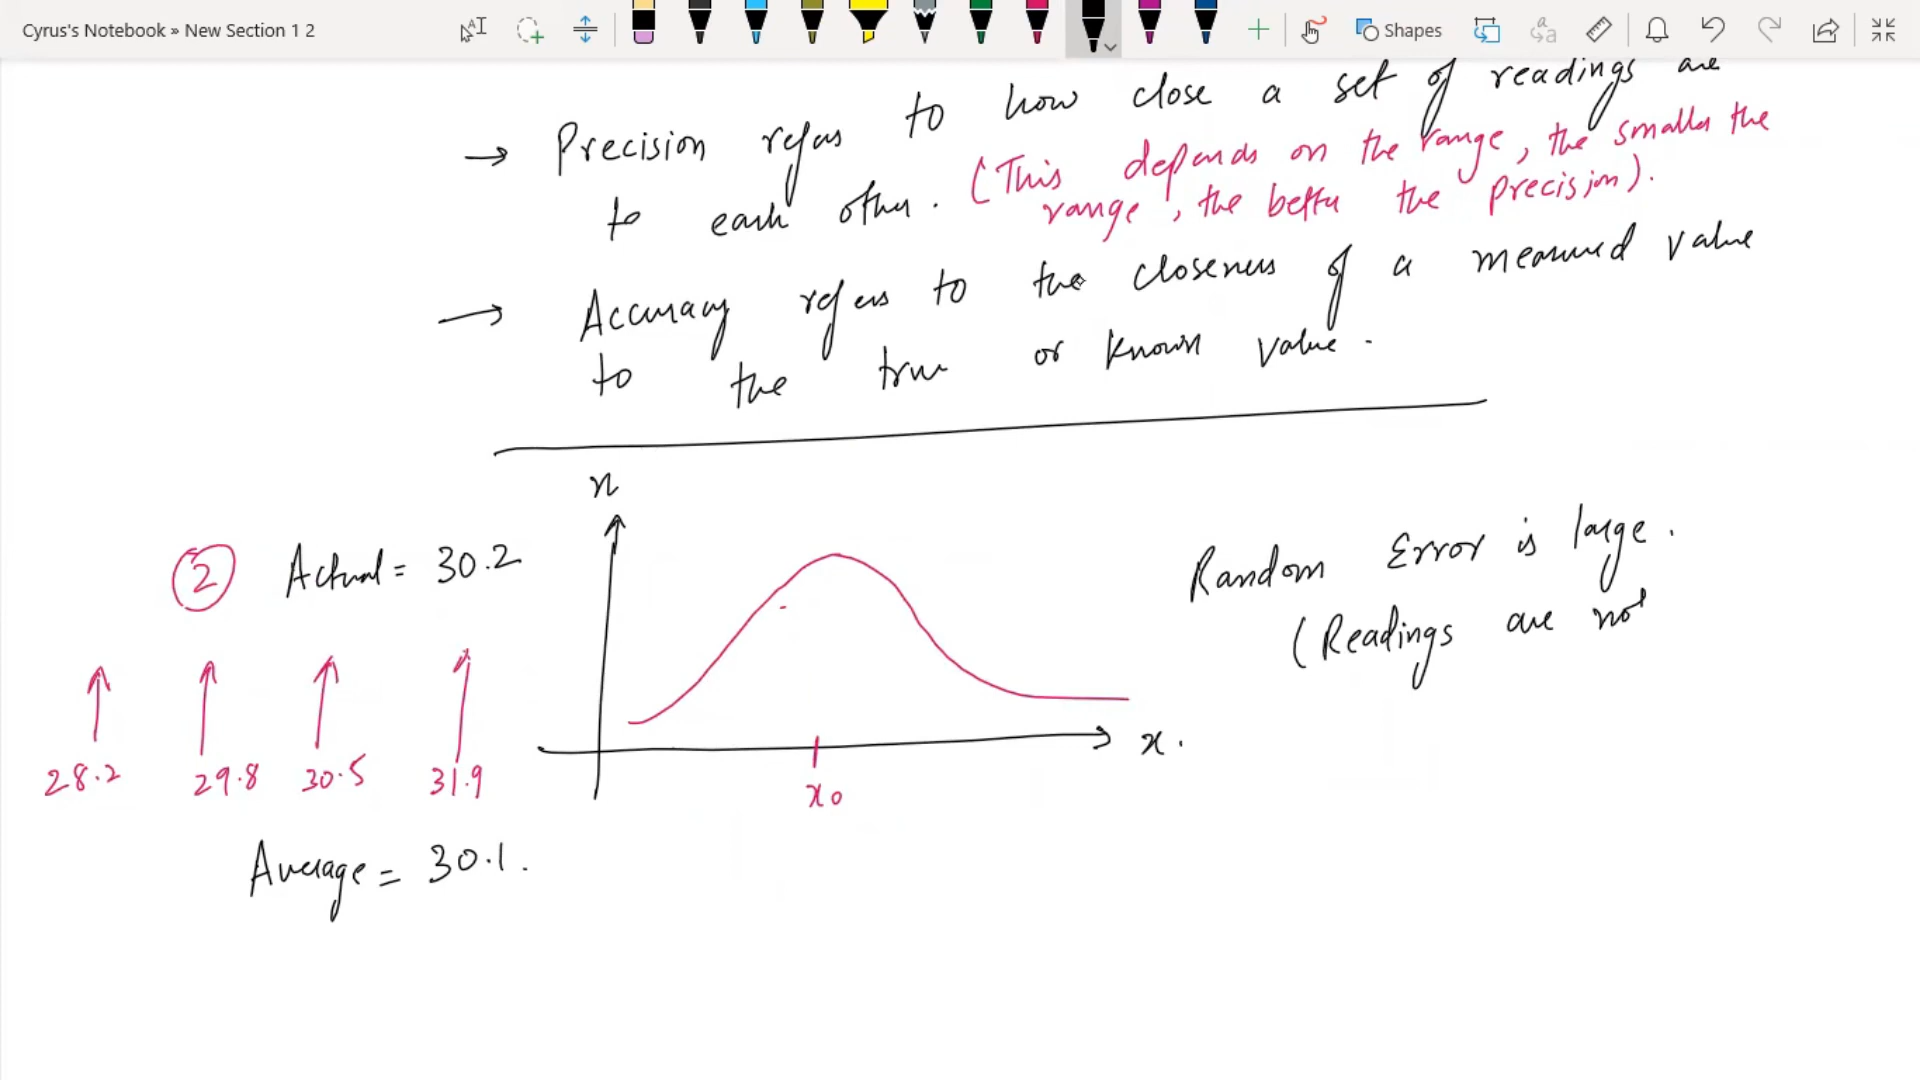 Cyrus's Notebook » New Section 1 2
Shapes
→ Precision refers to how close a set of readings are
to each other. (This depends on the range, the smaller the
range, the better the precision).
→ Accuracy refers to the closeness of a measured value
to the true or known value.
n
② Actual = 30.2
Random Error is large.
(Readings are not
28.2 29.8 30.5 31.9
x.
x₀
Average = 30.1.